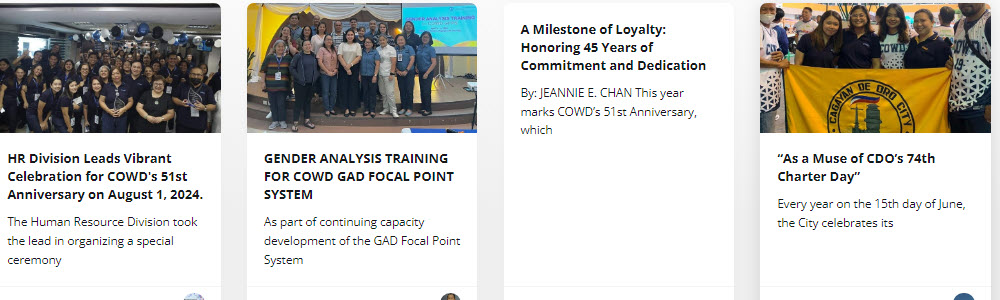 HR Division Leads Vibrant
Celebration for COWD's 51st
Anniversary on August 1, 2024.
The Human Resource Division took
the lead in organizing a special
ceremony
GENDER ANALYSIS TRAINING
GENDER ANALYSIS TRAINING
FOR COWD GAD FOCAL POINT
SYSTEM
As part of continuing capacity
development of the GAD Focal Point
System
A Milestone of Loyalty:
Honoring 45 Years of
Commitment and Dedication
By: JEANNIE E. CHAN This year
marks COWD’s 51st Anniversary,
which
COWD
CAGAYAN DE ORO CITY
“As a Muse of CDO’s 74th
Charter Day”
Every year on the 15th day of June,
the City celebrates its